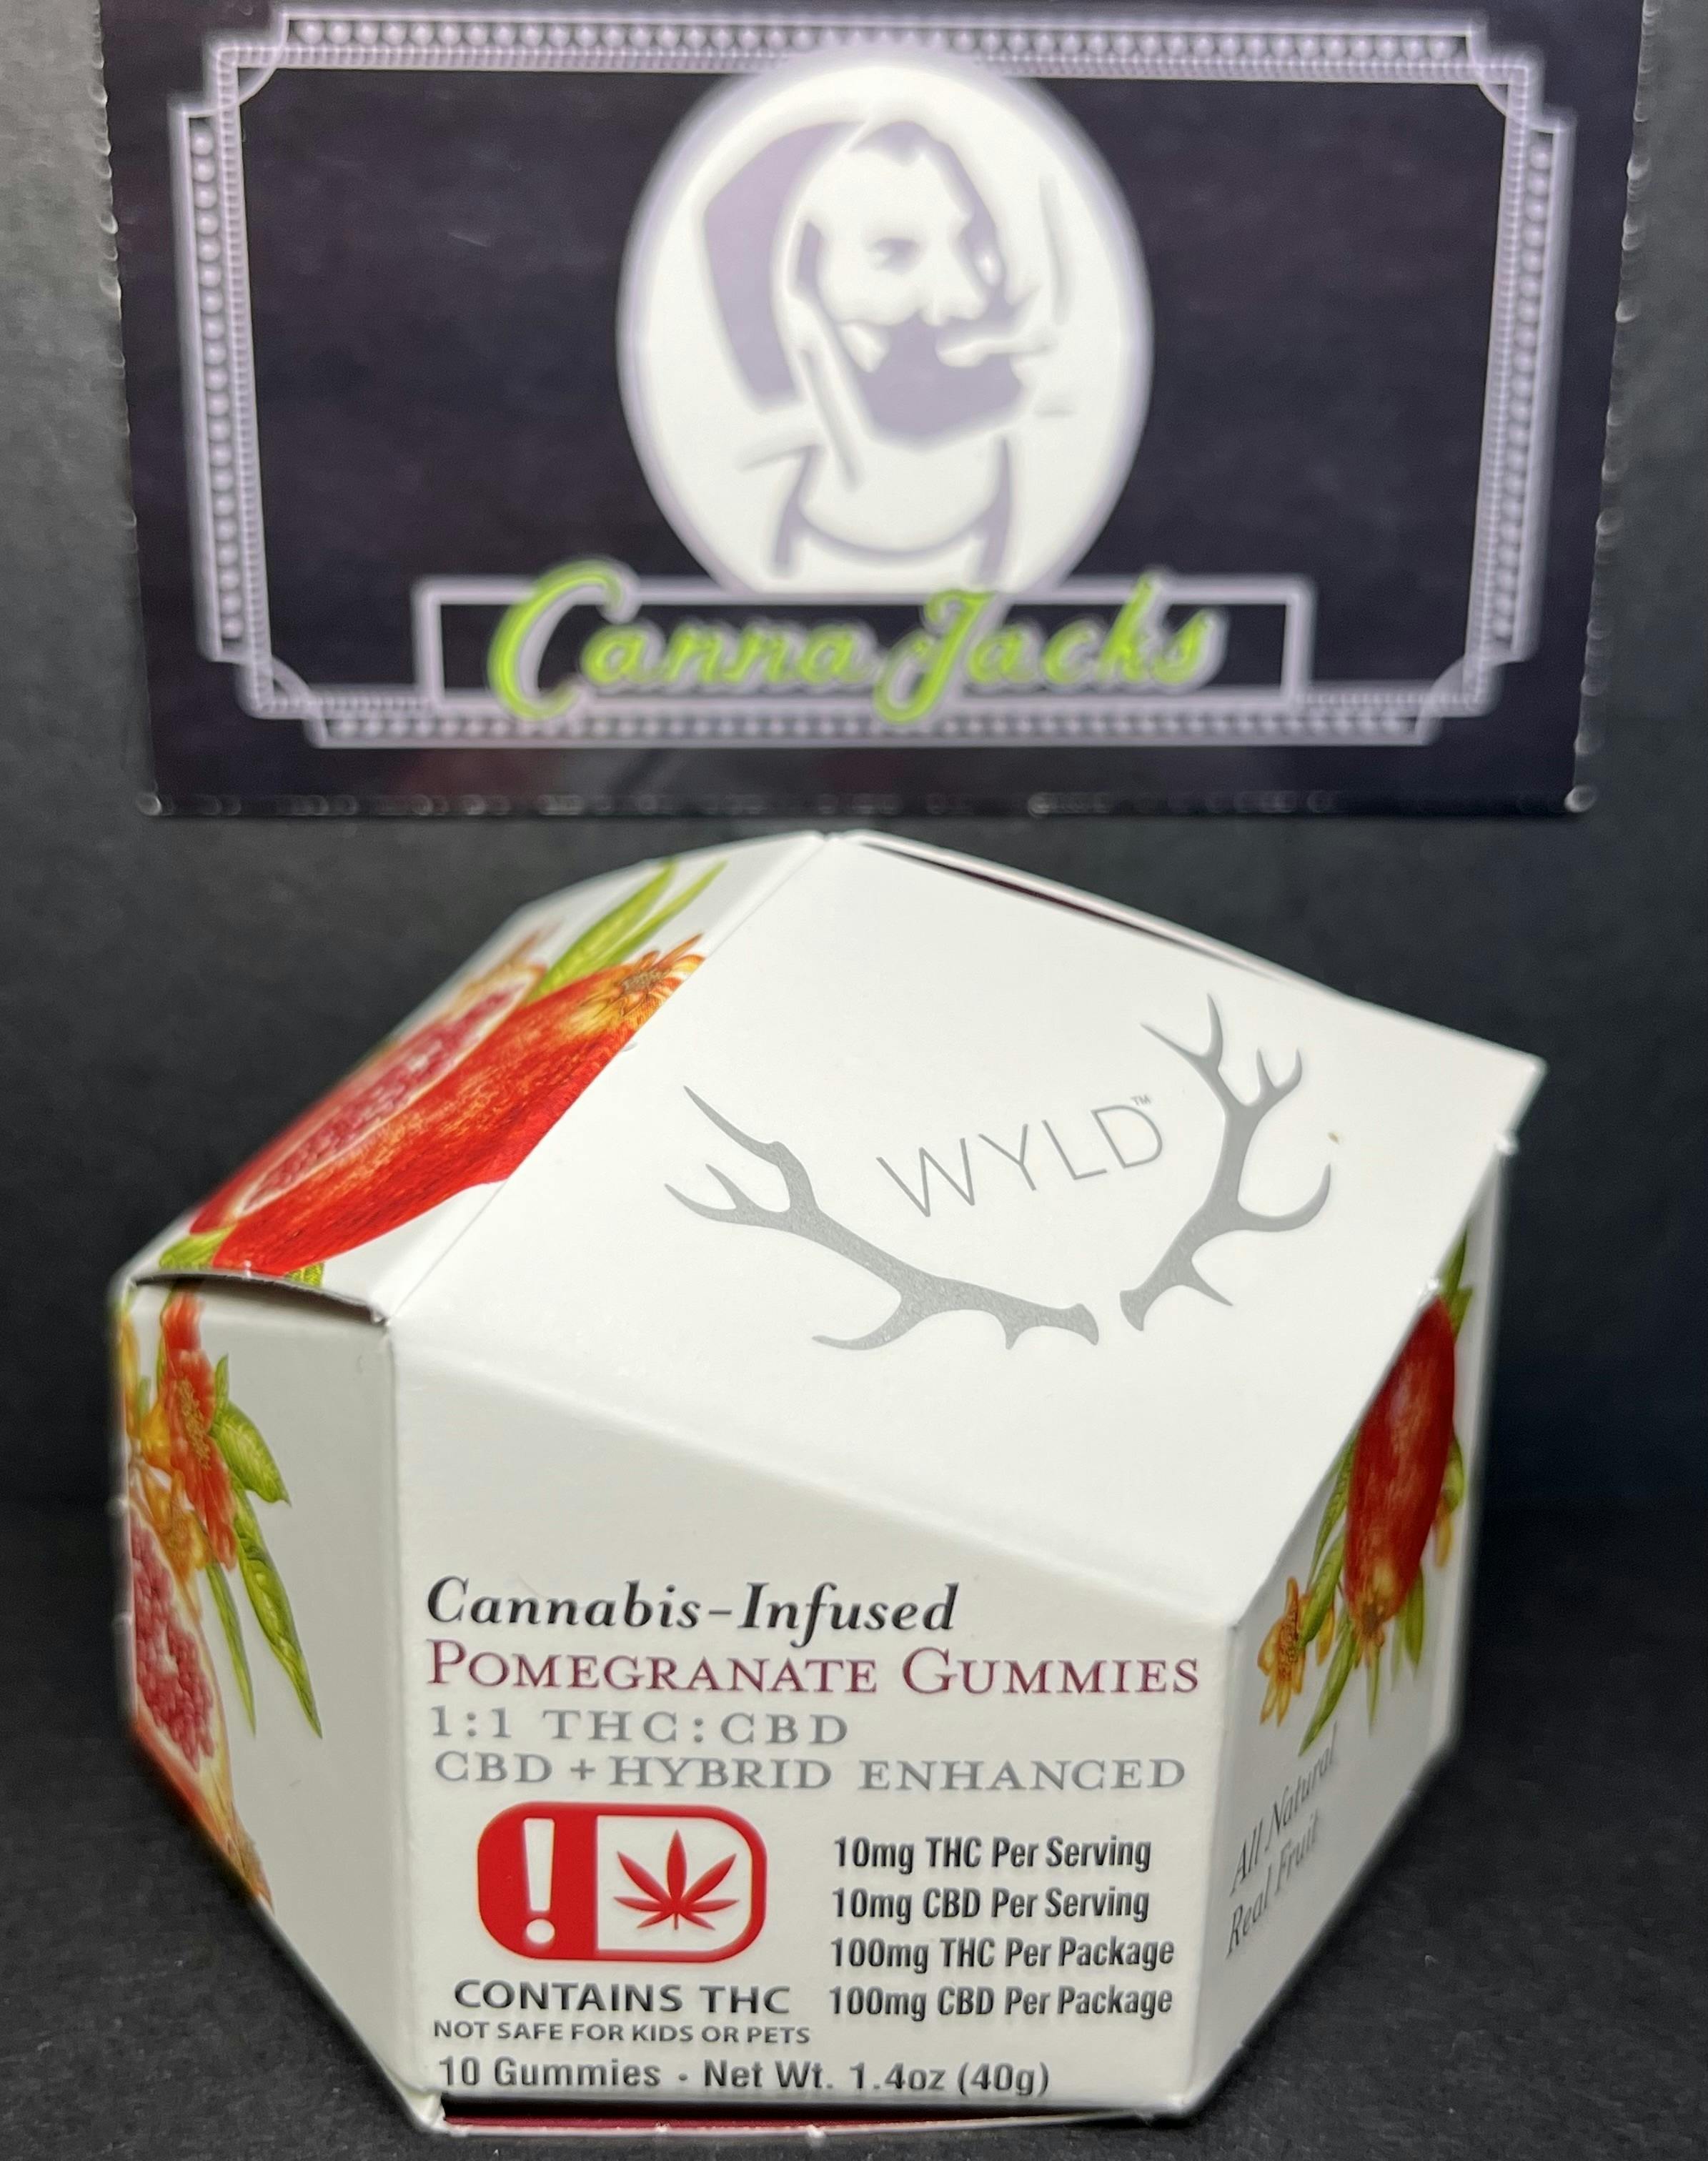 Canna Jacks
WYLD™
Cannabis-Infused
POMEGRANATE GUMMIES
1:1 THC:CBD
CBD + HYBRID ENHANCED
10mg THC Per Serving
10mg CBD Per Serving
100mg THC Per Package
100mg CBD Per Package
CONTAINS THC
NOT SAFE FOR KIDS OR PETS
10 Gummies · Net Wt. 1.4oz (40g)
All Natural
Real Fruit